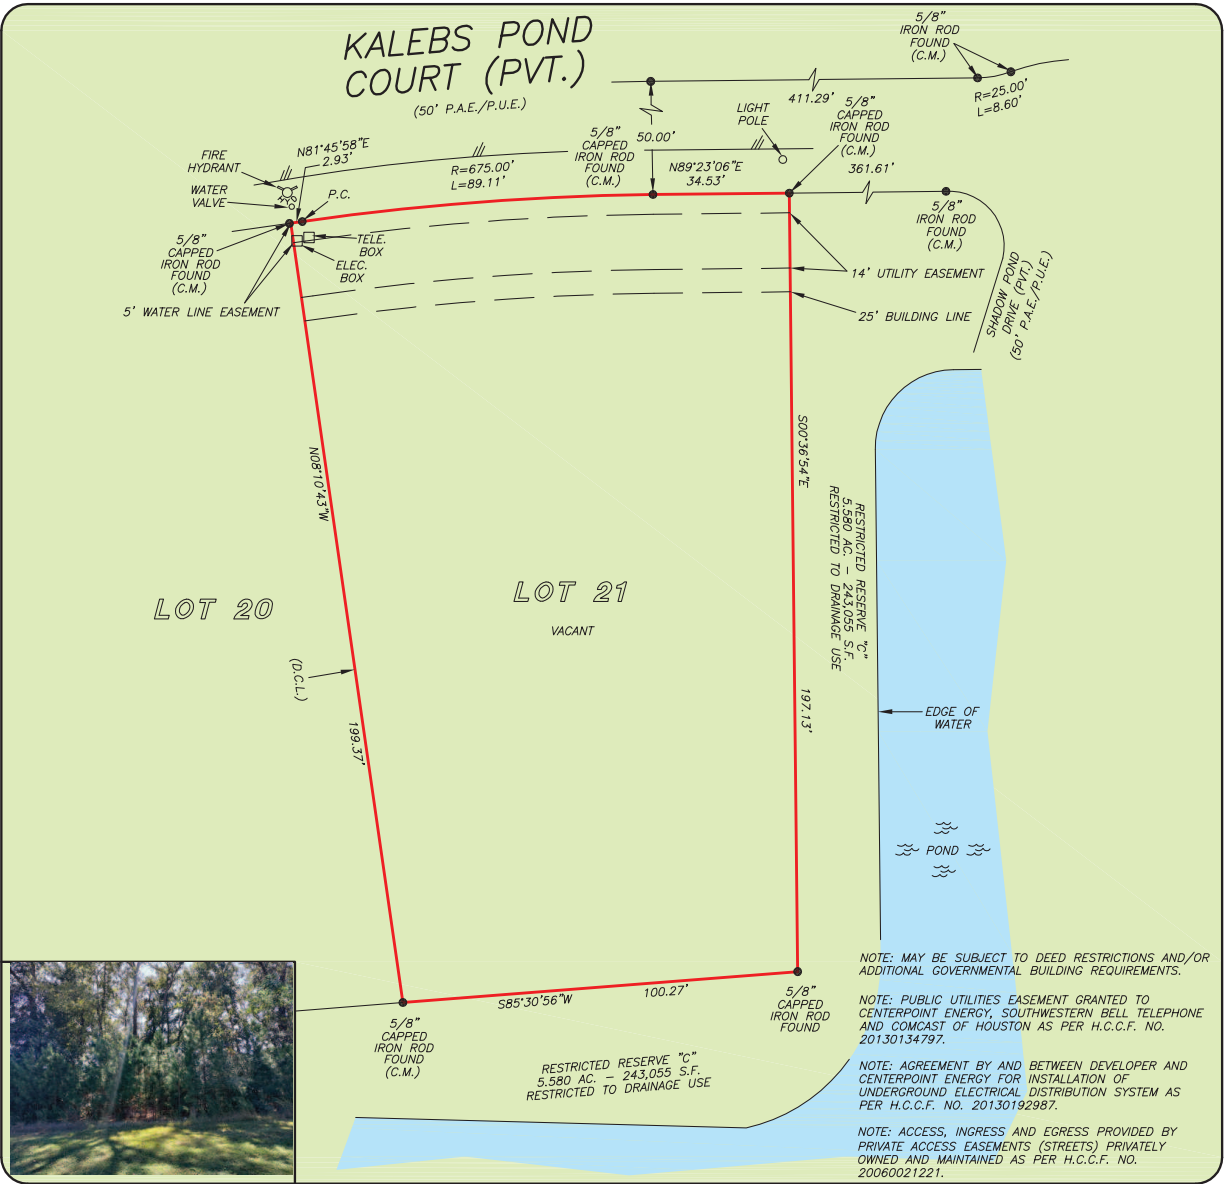 KALEBS POND
COURT (PVT.)
(50' P.A.E./P.U.E.)
5/8"
IRON ROD
FOUND
(C.M.)
R=25.00'
L=8.60'
411.29'
50.00'
LIGHT
POLE
5/8"
CAPPED
IRON ROD
FOUND
(C.M.)
5/8"
CAPPED
IRON ROD
FOUND
(C.M.)
N89°23'06"E
34.53'
361.61'
5/8"
IRON ROD
FOUND
(C.M.)
SHADOW POND
DRIVE (PVT.)
(50' P.A.E./P.U.E.)
N81°45'58"E
2.93'
R=675.00'
L=89.11'
FIRE
HYDRANT
WATER
VALVE
P.C.
5/8"
CAPPED
IRON ROD
FOUND
(C.M.)
TELE.
BOX
ELEC.
BOX
5' WATER LINE EASEMENT
14' UTILITY EASEMENT
25' BUILDING LINE
N08°10'43"W
199.37'
S00°36'54"E
197.13'
RESTRICTED RESERVE "C"
5.580 AC. – 243,055 S.F.
RESTRICTED TO DRAINAGE USE
LOT 20
LOT 21
VACANT
(D.C.L.)
EDGE OF
WATER
POND
S85°30'56"W
100.27'
5/8"
CAPPED
IRON ROD
FOUND
(C.M.)
5/8"
CAPPED
IRON ROD
FOUND
RESTRICTED RESERVE "C"
5.580 AC. – 243,055 S.F.
RESTRICTED TO DRAINAGE USE
NOTE: MAY BE SUBJECT TO DEED RESTRICTIONS AND/OR
ADDITIONAL GOVERNMENTAL BUILDING REQUIREMENTS.
NOTE: PUBLIC UTILITIES EASEMENT GRANTED TO
CENTERPOINT ENERGY, SOUTHWESTERN BELL TELEPHONE
AND COMCAST OF HOUSTON AS PER H.C.C.F. NO.
20130134797.
NOTE: AGREEMENT BY AND BETWEEN DEVELOPER AND
CENTERPOINT ENERGY FOR INSTALLATION OF
UNDERGROUND ELECTRICAL DISTRIBUTION SYSTEM AS
PER H.C.C.F. NO. 20130192987.
NOTE: ACCESS, INGRESS AND EGRESS PROVIDED BY
PRIVATE ACCESS EASEMENTS (STREETS) PRIVATELY
OWNED AND MAINTAINED AS PER H.C.C.F. NO.
20060021221.